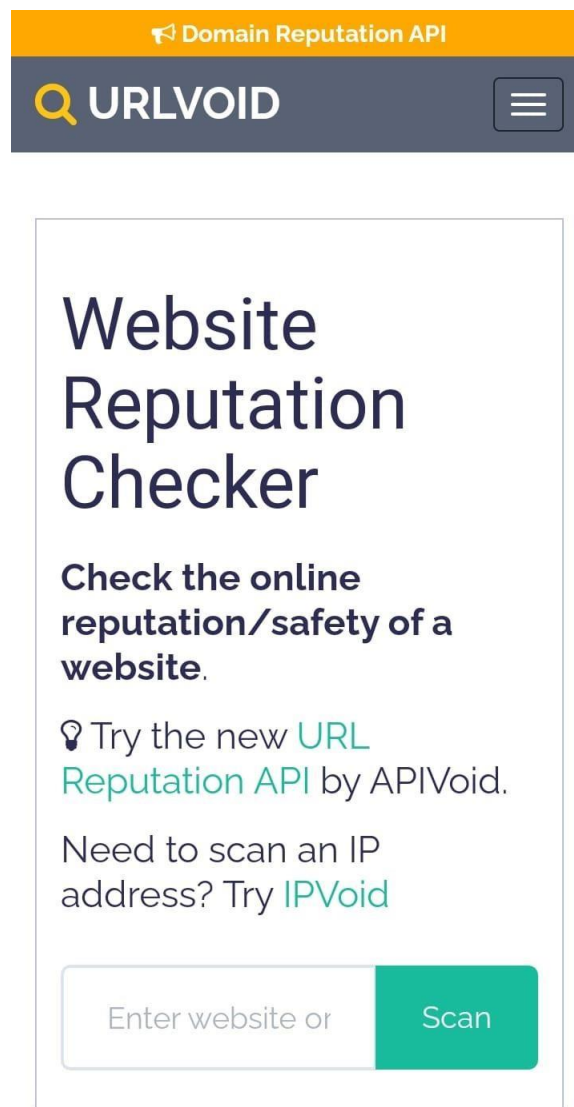 Domain Reputation API
URLVOID
Website
Reputation
Checker
Check the online
reputation/safety of a
website.
Try the new URL
Reputation API by APIVoid.
Need to scan an IP
address? Try IPVoid
Enter website or
Scan